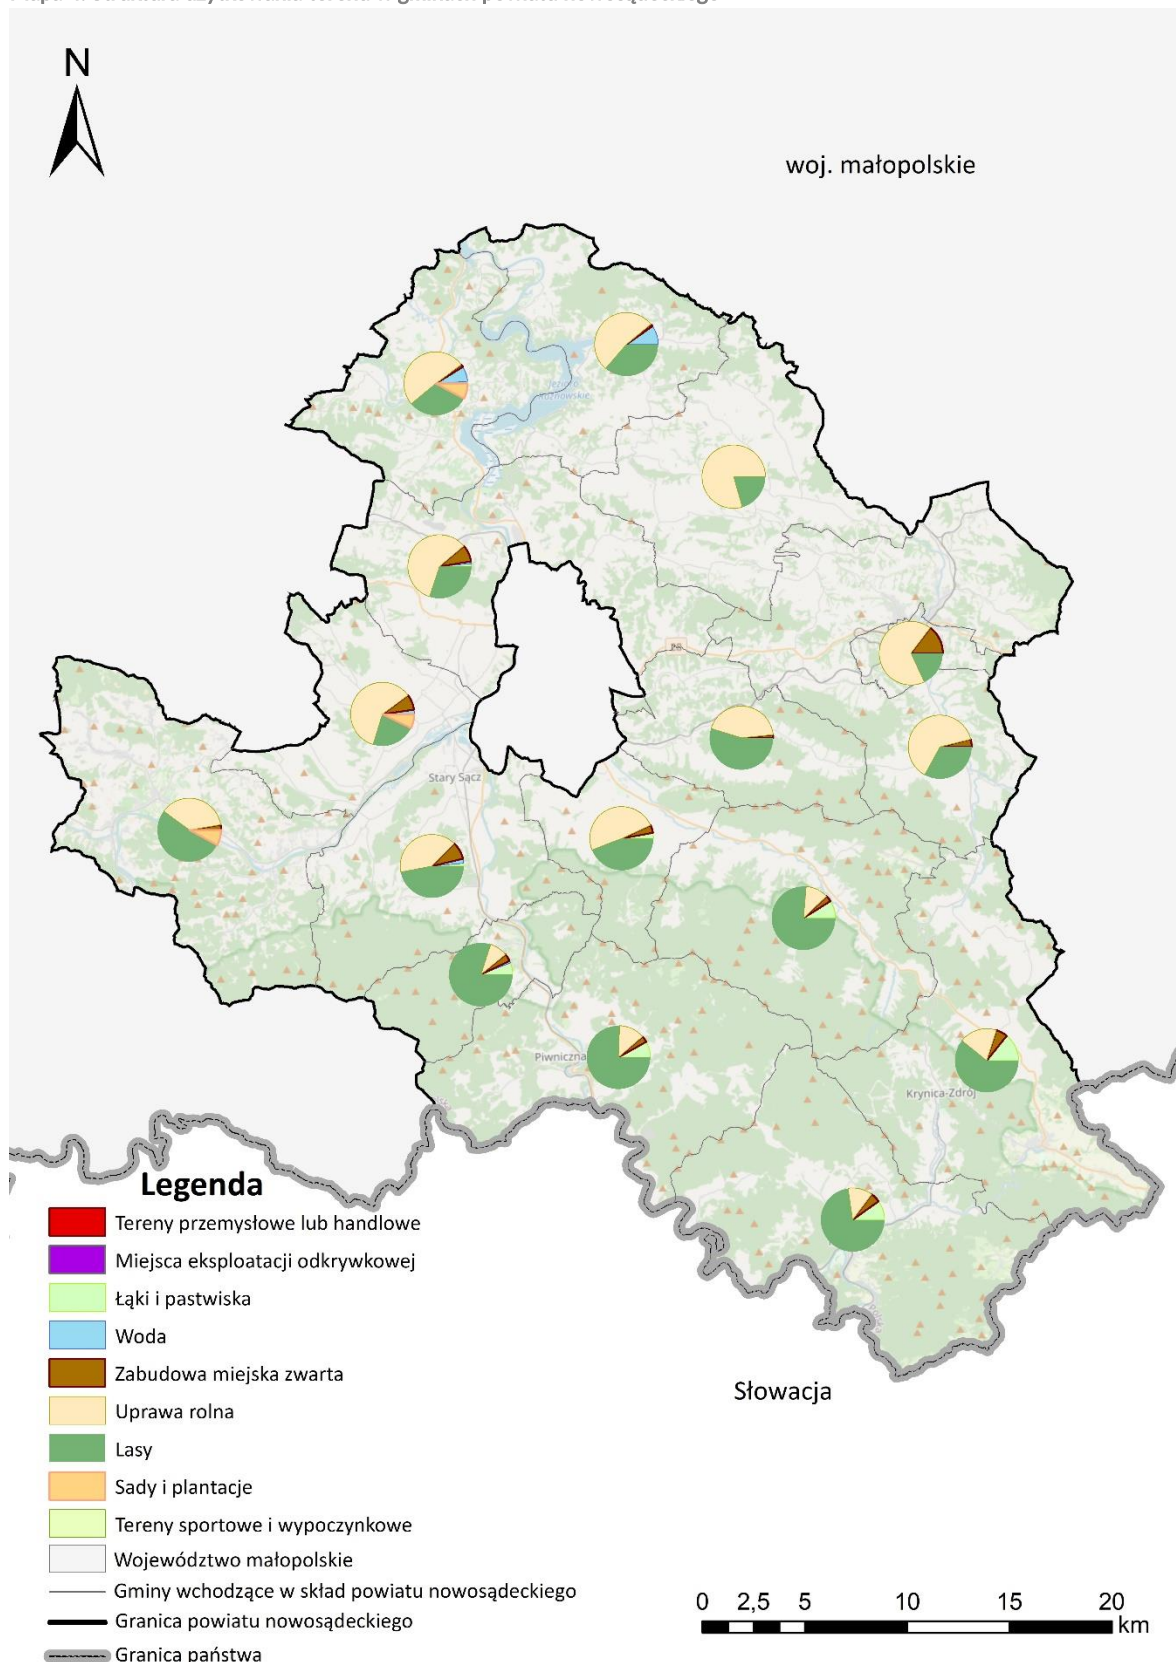 N
woj. małopolskie
Jezioro
Rożnowskie
Stary Sącz
Piwniczna
Krynica-Zdrój
Słowacja
Legenda
Tereny przemysłowe lub handlowe
Miejsca eksploatacji odkrywkowej
Łąki i pastwiska
Woda
Zabudowa miejska zwarta
Uprawa rolna
Lasy
Sady i plantacje
Tereny sportowe i wypoczynkowe
Województwo małopolskie
Gminy wchodzące w skład powiatu nowosądeckiego
Granica powiatu nowosądeckiego
Granica państwa
0 2,5 5 10 15 20
km